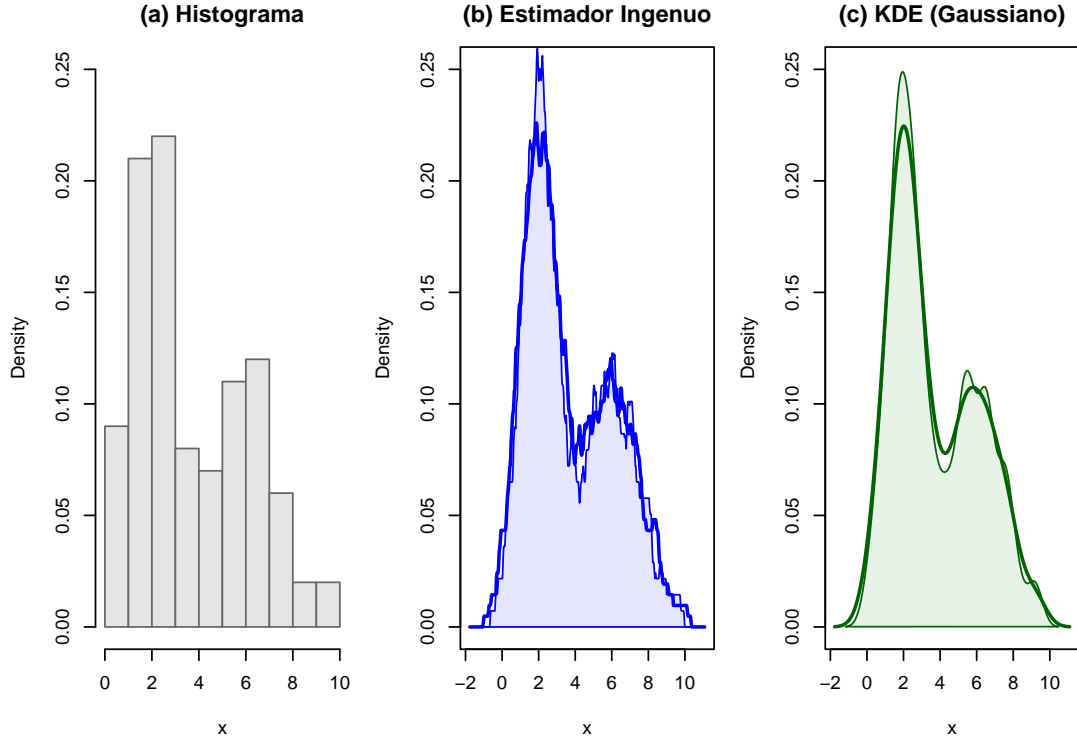 (a) Histograma
Density
0.25
0.20
0.15
0.10
0.05
0.00
0 2 4 6 8 10
x
(b) Estimador Ingenuo
Density
0.25
0.20
0.15
0.10
0.05
0.00
−2 0 2 4 6 8 10
x
(c) KDE (Gaussiano)
Density
0.25
0.20
0.15
0.10
0.05
0.00
−2 0 2 4 6 8 10
x